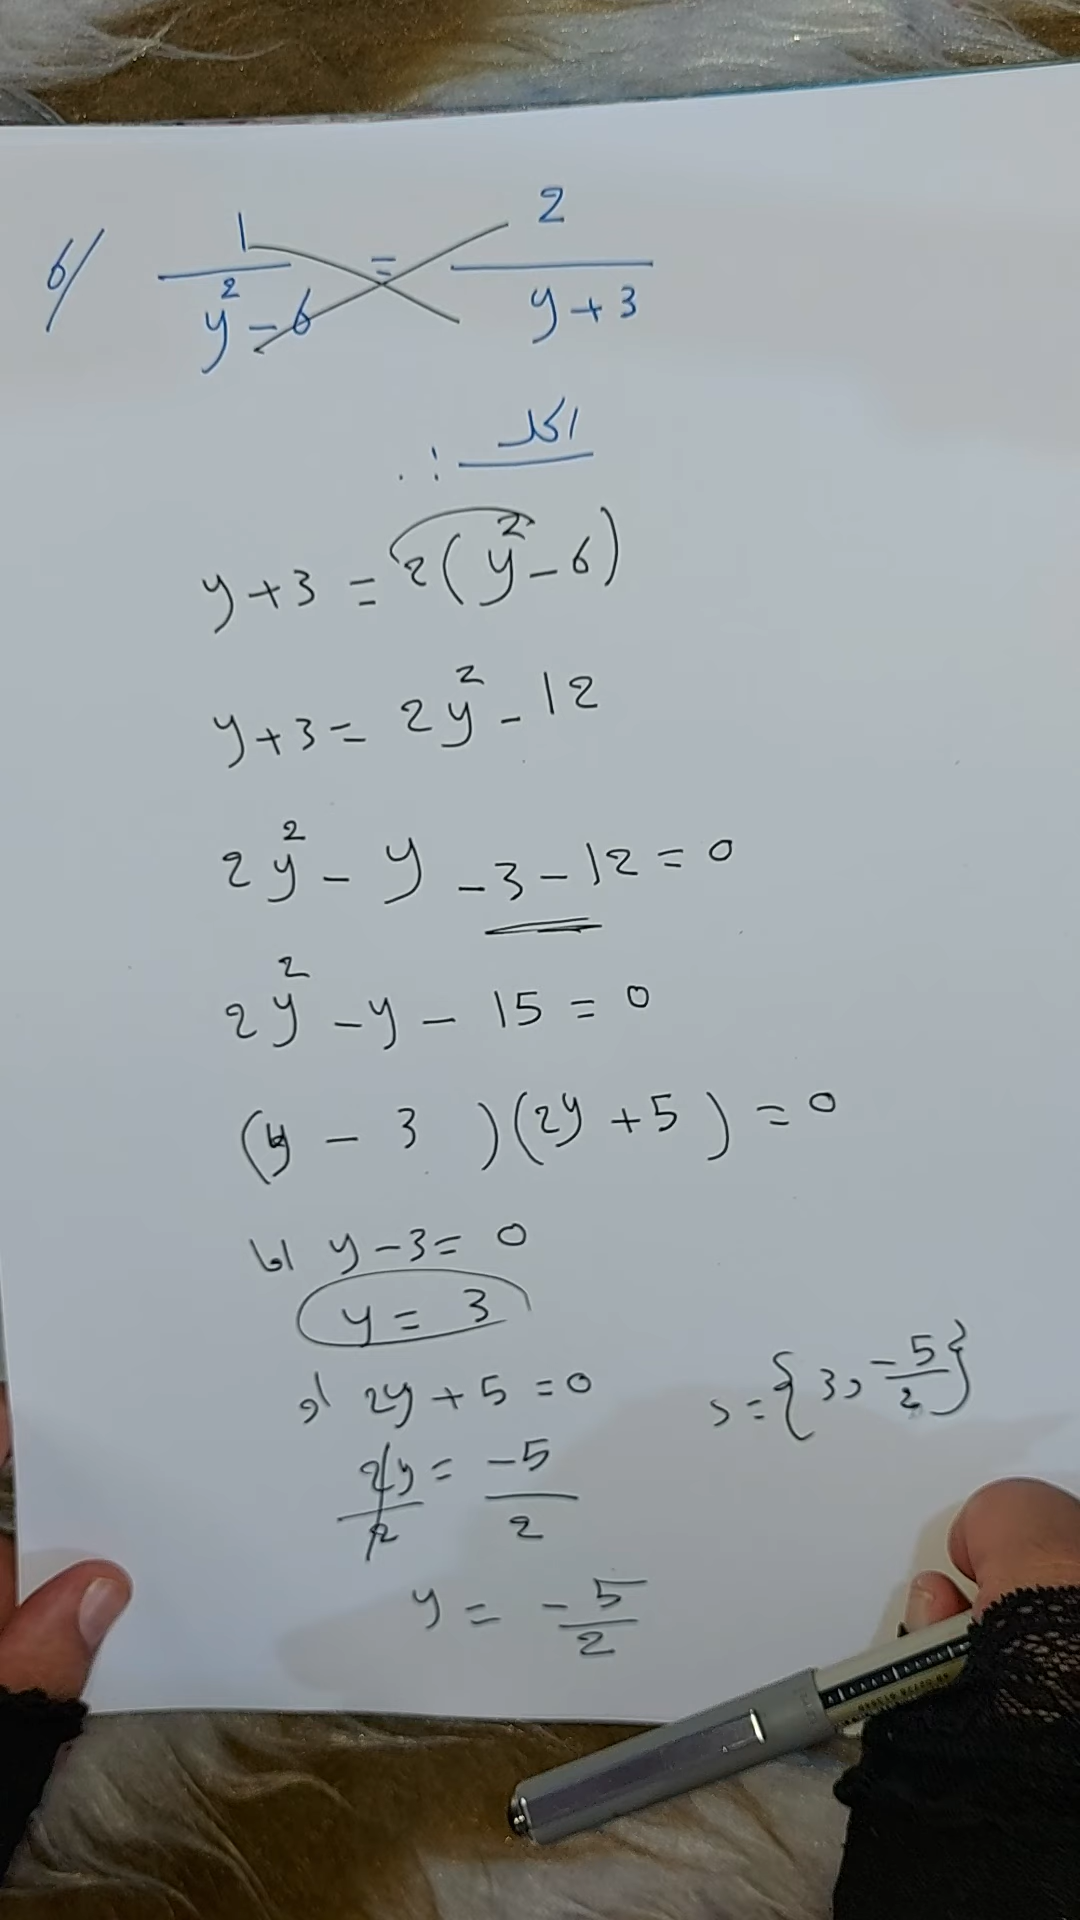 6/ 1/(y² - 6) = 2/(y + 3)
الحل :.
y + 3 = 2(y² - 6)
y + 3 = 2y² - 12
2y² - y - 3 - 12 = 0
2y² - y - 15 = 0
(y - 3)(2y + 5) = 0
اما y - 3 = 0
y = 3
او 2y + 5 = 0
2y/2 = -5/2
y = -5/2
s = {3, -5/2}